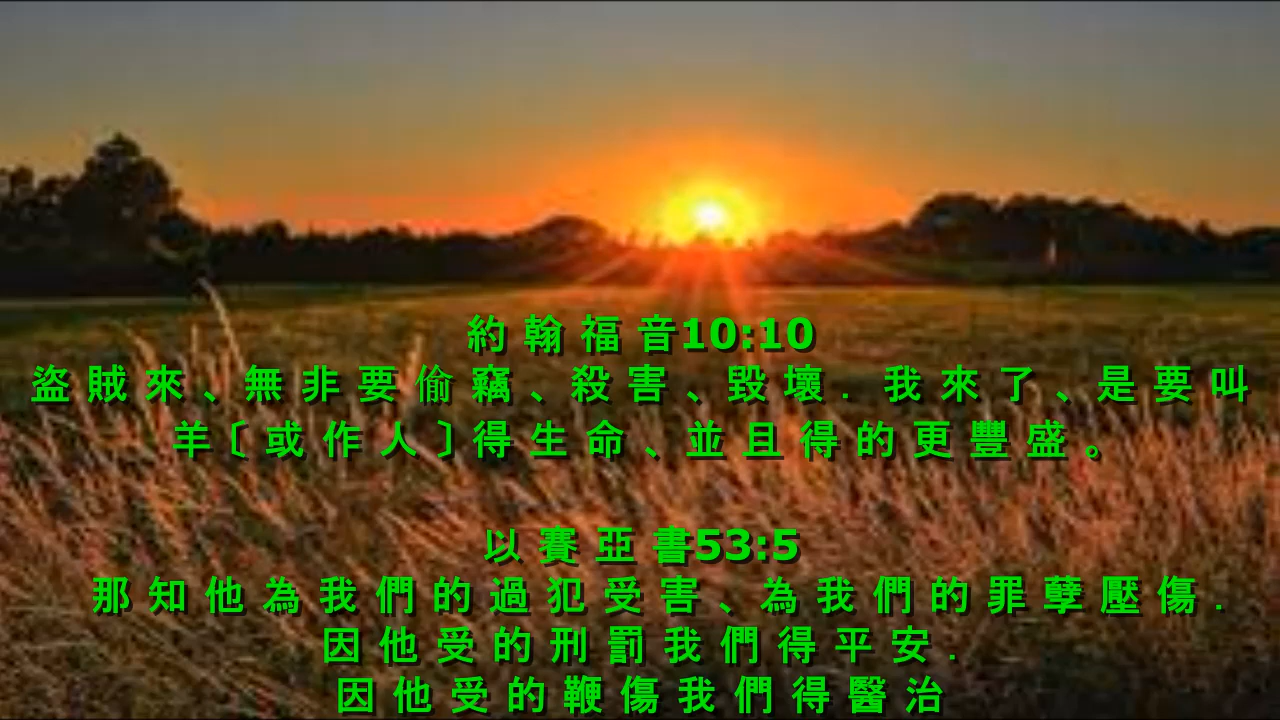 約 翰 福 音10:10
盜 賊 來 、無 非 要 偷 竊 、殺 害 、毀 壞 . 我 來 了 、是 要 叫
羊〔 或 作 人 〕得 生 命 、並 且 得 的 更 豐 盛 。
以 賽 亞 書53:5
那 知 他 為 我 們 的 過 犯 受 害 、為 我 們 的 罪 孽 壓 傷 .
因 他 受 的 刑 罰 我 們 得 平 安 .
因 他 受 的 鞭 傷 我 們 得 醫 治